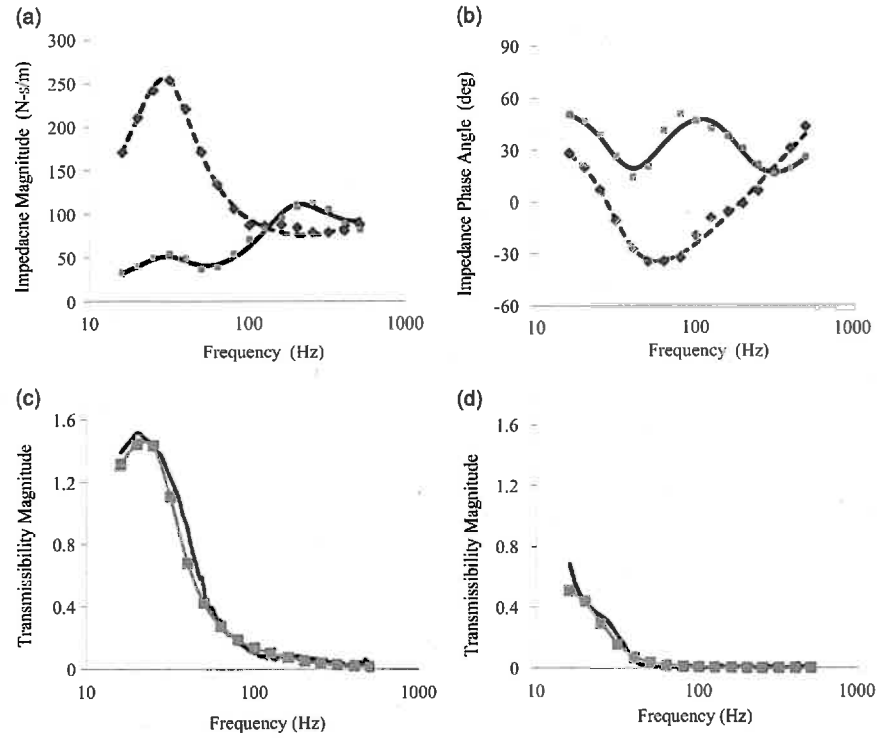 (a)
Impedacne Magnitude (N-s/m)
300
250
200
150
100
50
0
10
100
1000
Frequency (Hz)
(b)
Impedance Phase Angle (deg)
90
60
30
0
-30
-60
10
100
1000
Frequency (Hz)
(c)
Transmissibility Magnitude
1.6
1.2
0.8
0.4
0
10
100
1000
Frequency (Hz)
(d)
Transmissibility Magnitude
1.6
1.2
0.8
0.4
0
10
100
1000
Frequency (Hz)